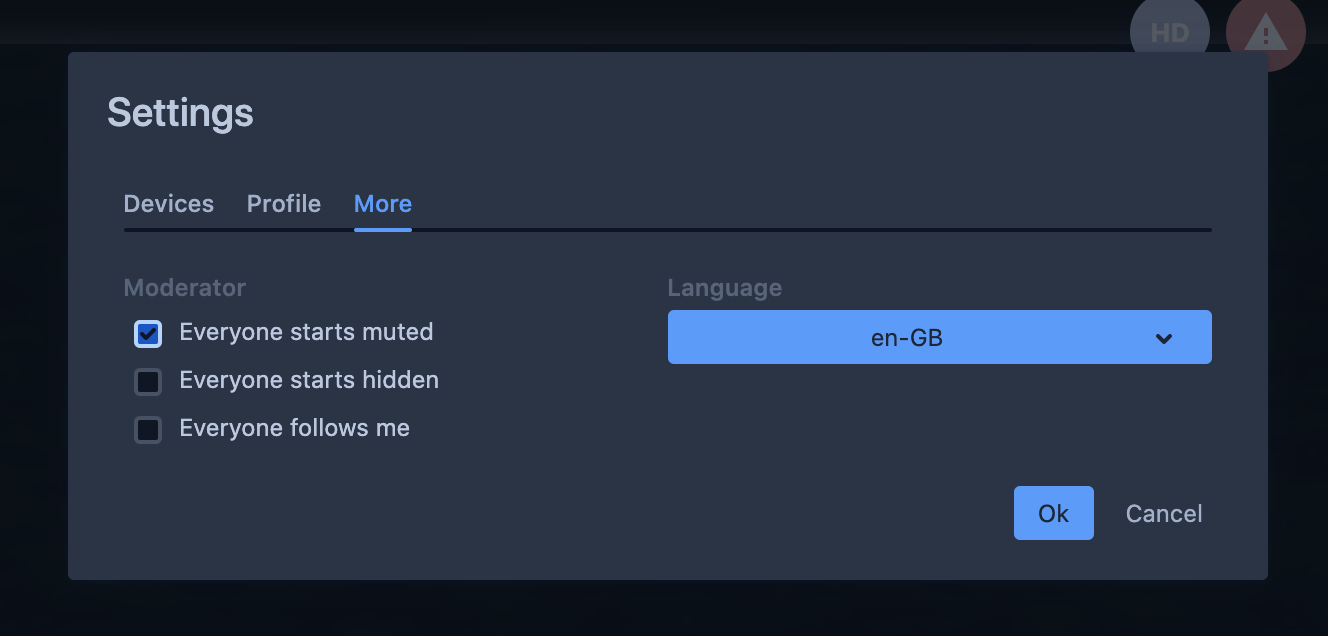 HD
Settings
Devices Profile More
Moderator
Everyone starts muted
Everyone starts hidden
Everyone follows me
Language
en-GB
Ok Cancel